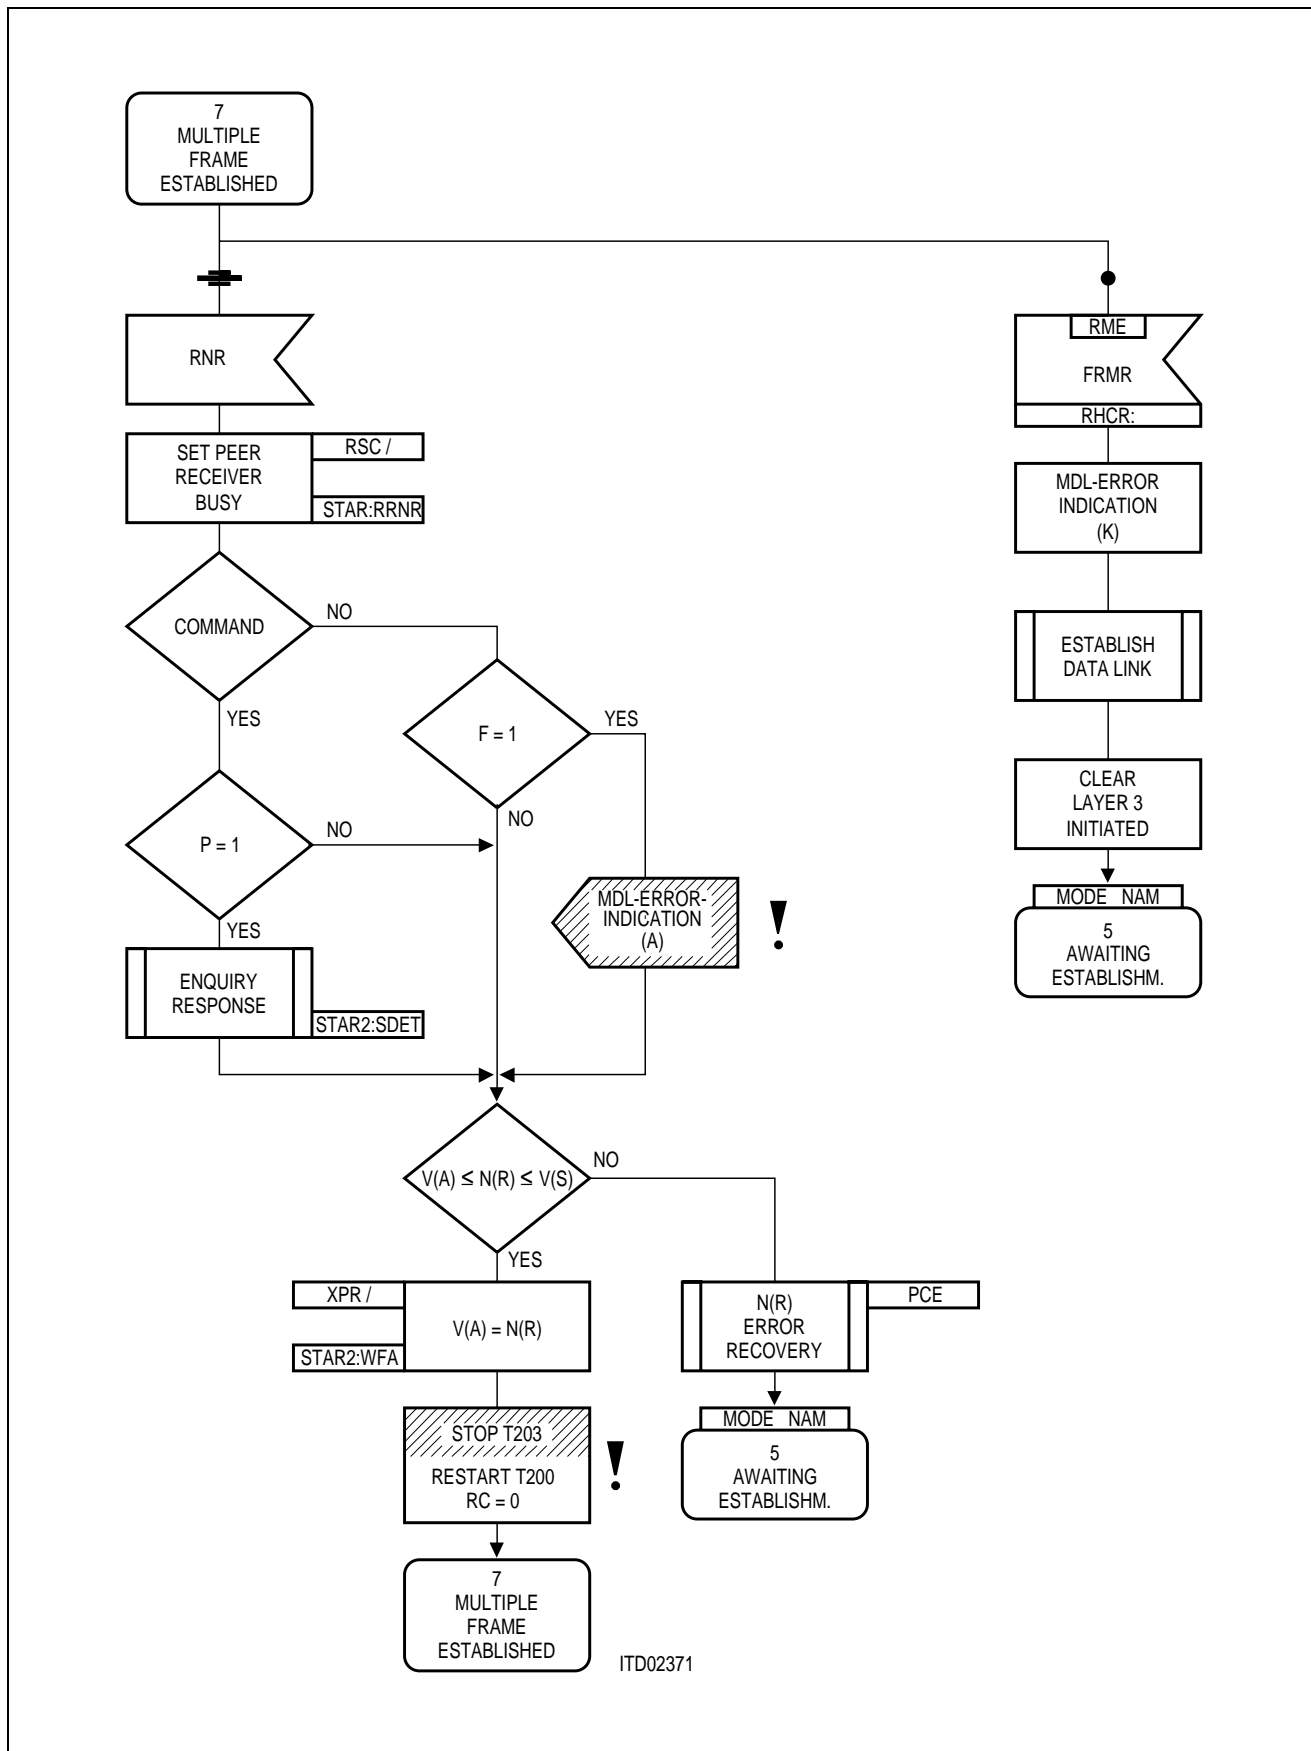 7
MULTIPLE
FRAME
ESTABLISHED
RNR
RME
FRMR
RHCR:
SET PEER
RECEIVER
BUSY
RSC /
STAR:RRNR
MDL-ERROR
INDICATION
(K)
COMMAND
NO
YES
ESTABLISH
DATA LINK
F = 1
YES
NO
P = 1
NO
YES
CLEAR
LAYER 3
INITIATED
MDL-ERROR-
INDICATION
(A)
!
MODE NAM
5
AWAITING
ESTABLISHM.
ENQUIRY
RESPONSE
STAR2:SDET
V(A) ≤ N(R) ≤ V(S)
NO
YES
XPR /
STAR2:WFA
V(A) = N(R)
N(R)
ERROR
RECOVERY
PCE
STOP T203
RESTART T200
RC = 0
!
MODE NAM
5
AWAITING
ESTABLISHM.
7
MULTIPLE
FRAME
ESTABLISHED
ITD02371